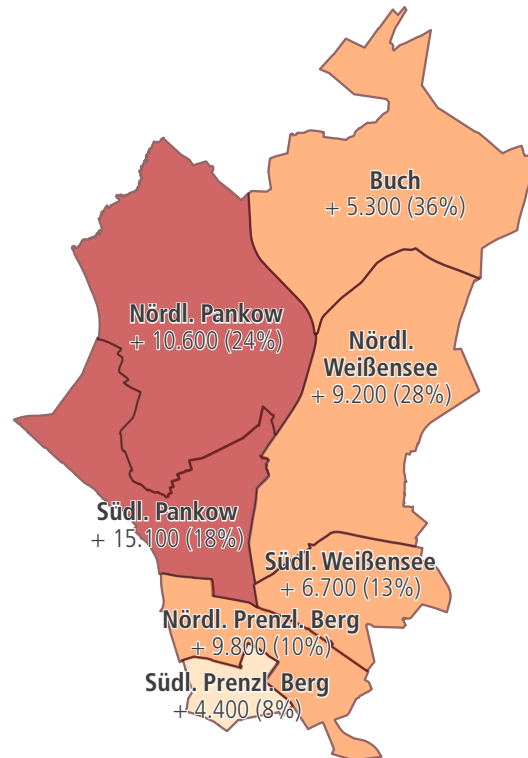 Buch
+ 5.300 (36%)
Nördl. Pankow
+ 10.600 (24%)
Nördl.
Weißensee
+ 9.200 (28%)
Südl. Pankow
+ 15.100 (18%)
Südl. Weißensee
+ 6.700 (13%)
Nördl. Prenzl. Berg
+ 9.800 (10%)
Südl. Prenzl. Berg
+ 4.400 (8%)